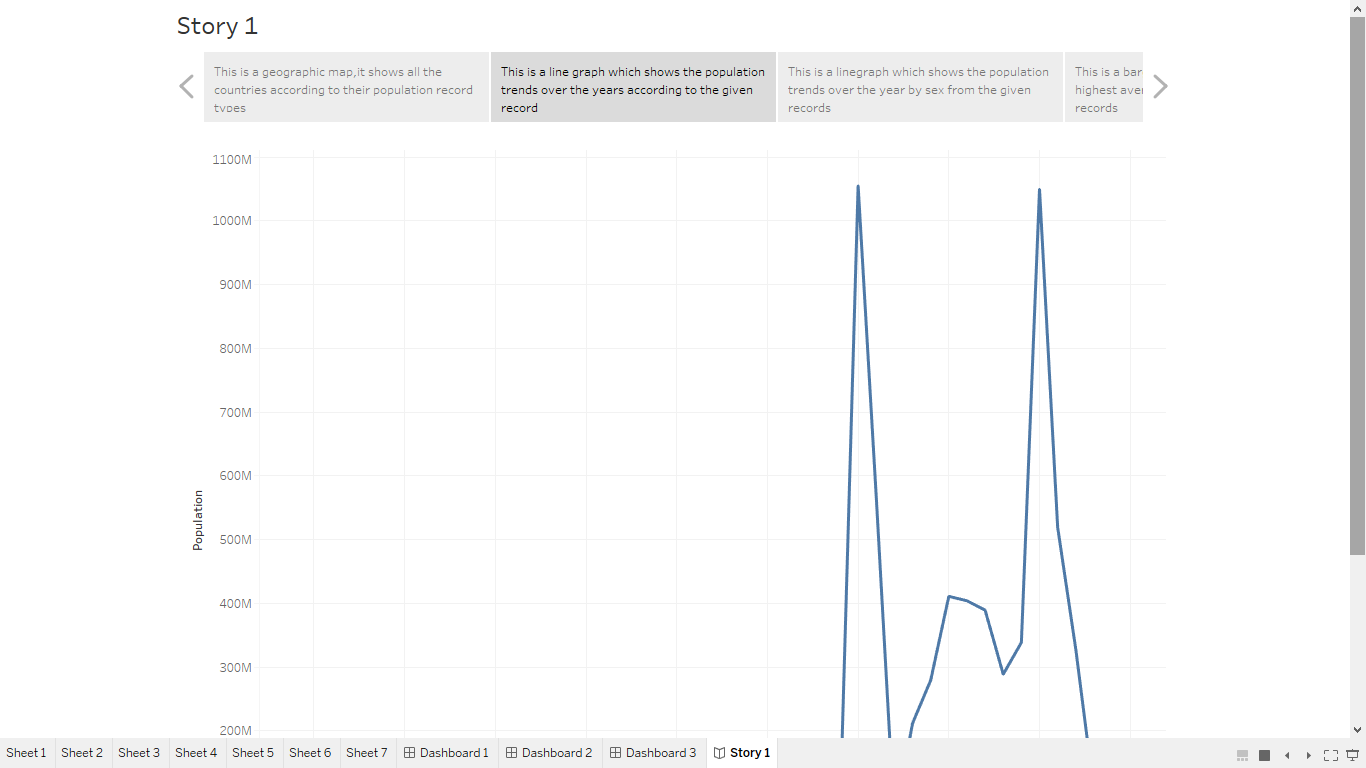 Story 1
This is a geographic map,it shows all the
countries according to their population record
types
This is a line graph which shows the population
trends over the years according to the given
record
This is a linegraph which shows the population
trends over the year by sex from the given
records
This is a bar
highest aver
records
1100M
1000M
900M
800M
700M
600M
500M
400M
300M
200M
Population
Sheet 1 Sheet 2 Sheet 3 Sheet 4 Sheet 5 Sheet 6 Sheet 7 Dashboard 1 Dashboard 2 Dashboard 3 Story 1